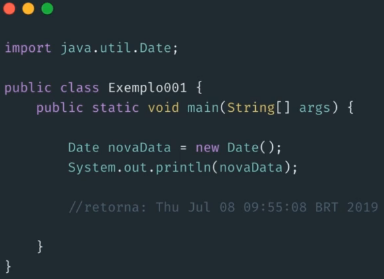 import java.util.Date;
public class Exemplo001 {
public static void main(String[] args) {
Date novaData = new Date();
System.out.println(novaData);
//retorna: Thu Jul 08 09:55:08 BRT 2019
}
}